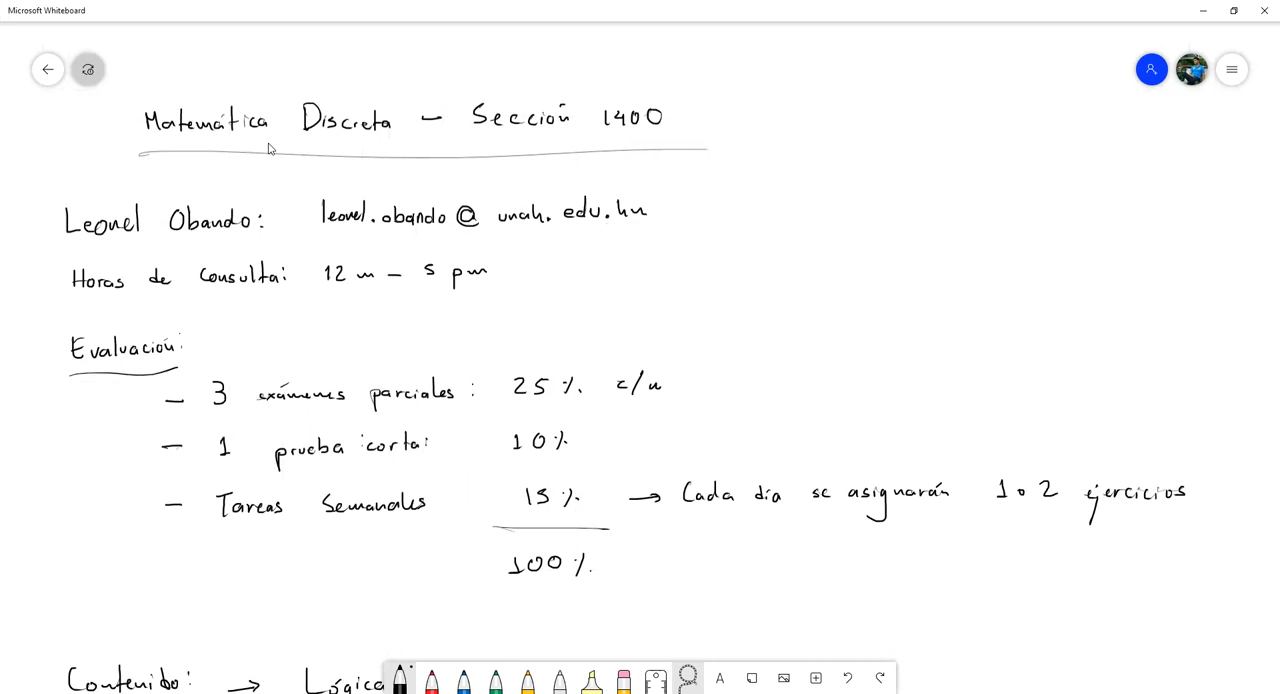 Microsoft Whiteboard
Matemática Discreta - Sección 1400
Leonel Obando: leonel.obando@unah.edu.hn
Horas de Consulta: 12 m - 5 pm
Evaluación:
- 3 exámenes parciales: 25% c/u
- 1 prueba corta: 10%
- Tareas Semanales 15% → Cada día se asignarán 1 o 2 ejercicios
100%
Contenido: → Lógica